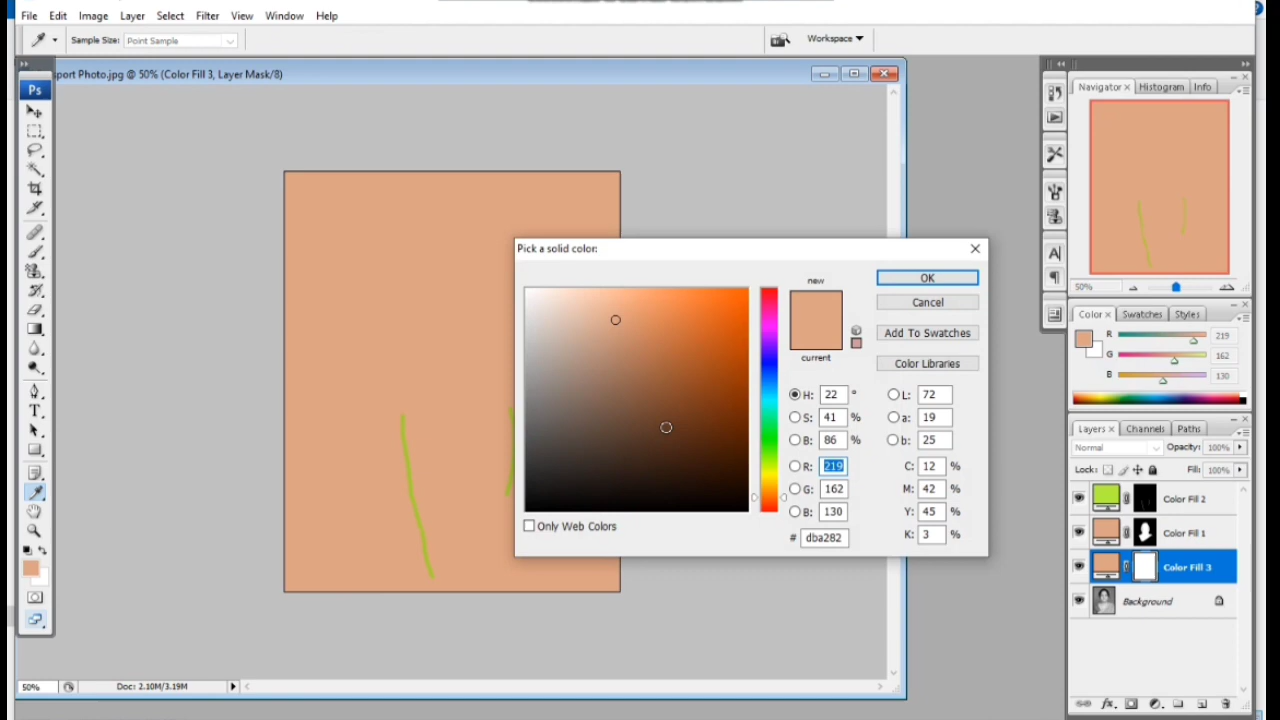 File Edit Image Layer Select Filter View Window Help
Sample Size: Point Sample
Workspace
port Photo.jpg @ 50% (Color Fill 3, Layer Mask/8)
Ps
Pick a solid color:
new
current
OK
Cancel
Add To Swatches
Color Libraries
H: 22 °
S: 41 %
B: 86 %
R: 219
G: 162
B: 130
# dba282
L: 72
a: 19
b: 25
C: 12 %
M: 42 %
Y: 45 %
K: 3 %
Only Web Colors
50% Doc: 2.10M/3.19M
Navigator Histogram Info
50%
Color Swatches Styles
R 219
G 162
B 130
Layers Channels Paths
Normal Opacity: 100%
Lock: Fill: 100%
Color Fill 2
Color Fill 1
Color Fill 3
Background